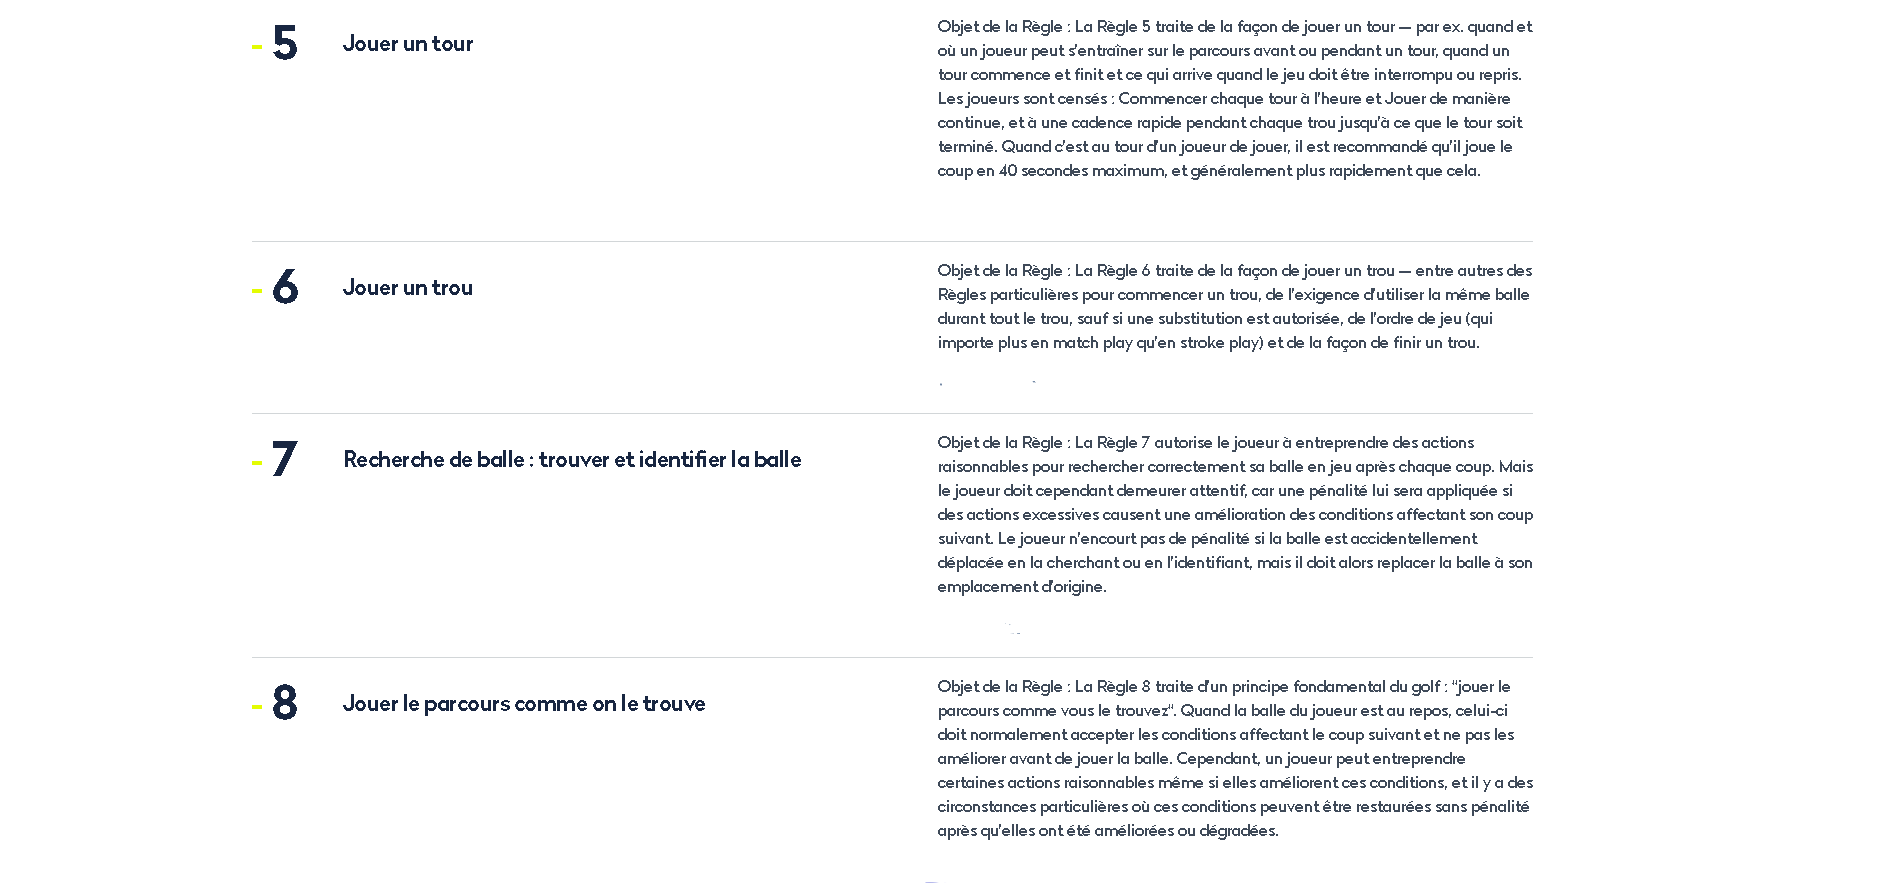 - 5 Jouer un tour
Objet de la Règle : La Règle 5 traite de la façon de jouer un tour — par ex. quand et
où un joueur peut s'entraîner sur le parcours avant ou pendant un tour, quand un
tour commence et finit et ce qui arrive quand le jeu doit être interrompu ou repris.
Les joueurs sont censés : Commencer chaque tour à l'heure et Jouer de manière
continue, et à une cadence rapide pendant chaque trou jusqu'à ce que le tour soit
terminé. Quand c'est au tour d'un joueur de jouer, il est recommandé qu'il joue le
coup en 40 secondes maximum, et généralement plus rapidement que cela.
- 6 Jouer un trou
Objet de la Règle : La Règle 6 traite de la façon de jouer un trou — entre autres des
Règles particulières pour commencer un trou, de l'exigence d'utiliser la même balle
durant tout le trou, sauf si une substitution est autorisée, de l'ordre de jeu (qui
importe plus en match play qu'en stroke play) et de la façon de finir un trou.
- 7 Recherche de balle : trouver et identifier la balle
Objet de la Règle : La Règle 7 autorise le joueur à entreprendre des actions
raisonnables pour rechercher correctement sa balle en jeu après chaque coup. Mais
le joueur doit cependant demeurer attentif, car une pénalité lui sera appliquée si
des actions excessives causent une amélioration des conditions affectant son coup
suivant. Le joueur n'encourt pas de pénalité si la balle est accidentellement
déplacée en la cherchant ou en l'identifiant, mais il doit alors replacer la balle à son
emplacement d'origine.
- 8 Jouer le parcours comme on le trouve
Objet de la Règle : La Règle 8 traite d'un principe fondamental du golf : "jouer le
parcours comme vous le trouvez". Quand la balle du joueur est au repos, celui-ci
doit normalement accepter les conditions affectant le coup suivant et ne pas les
améliorer avant de jouer la balle. Cependant, un joueur peut entreprendre
certaines actions raisonnables même si elles améliorent ces conditions, et il y a des
circonstances particulières où ces conditions peuvent être restaurées sans pénalité
après qu'elles ont été améliorées ou dégradées.